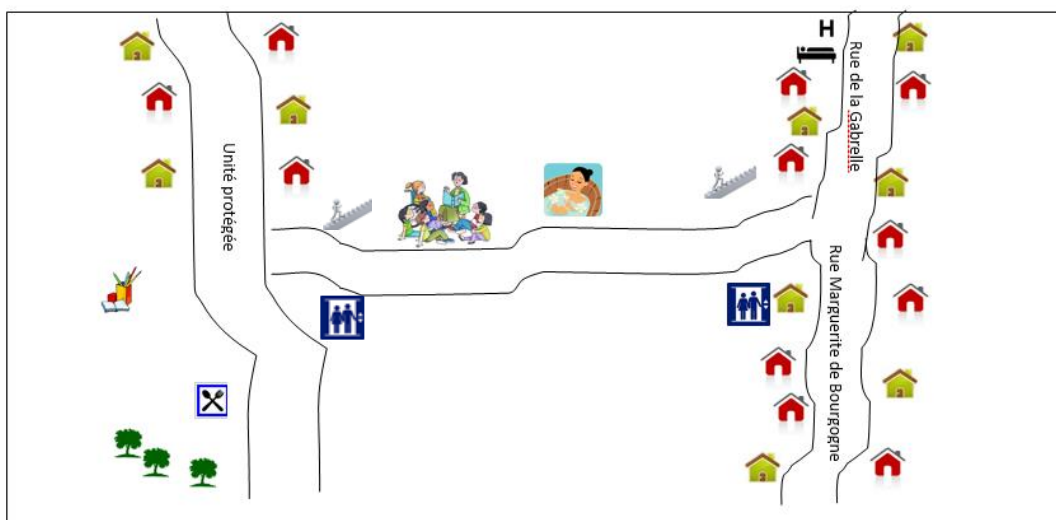 Unité protégée
H
Rue de la Gabrelle
Rue Marguerite de Bourgogne